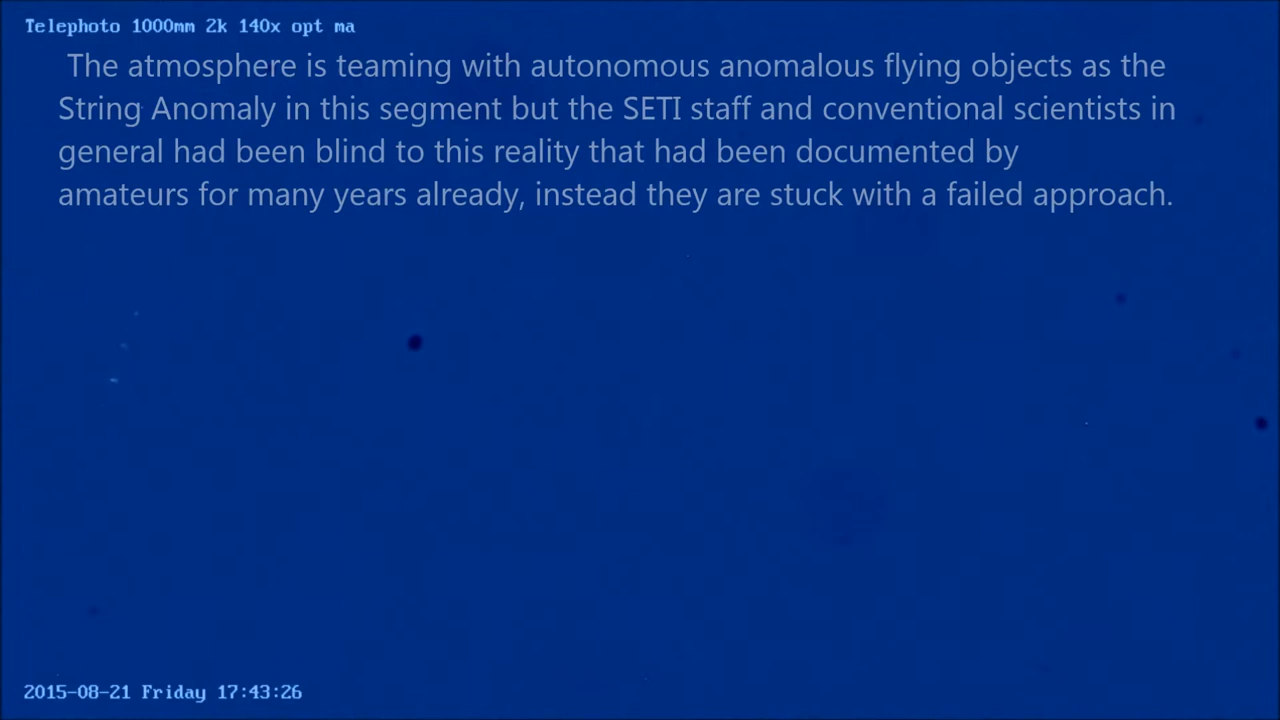 Telephoto 1000mm 2k 140x opt ma
The atmosphere is teaming with autonomous anomalous flying objects as the
String Anomaly in this segment but the SETI staff and conventional scientists in
general had been blind to this reality that had been documented by
amateurs for many years already, instead they are stuck with a failed approach.
2015-08-21 Friday 17:43:26